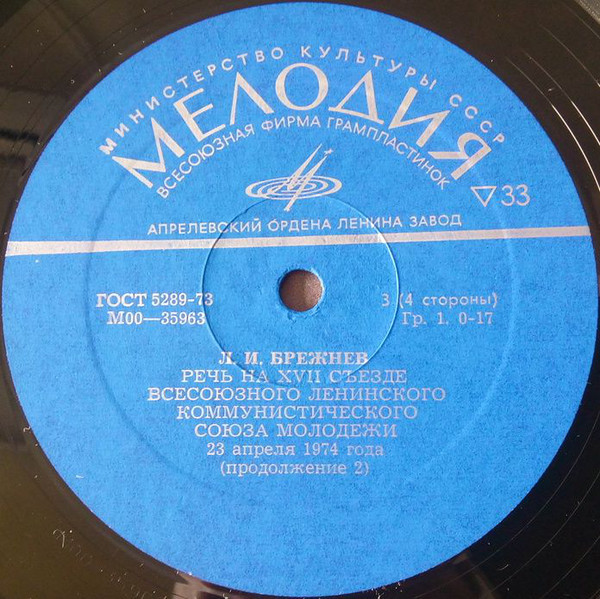 МИНИСТЕРСТВО КУЛЬТУРЫ СССР
МЕЛОДИЯ
ВСЕСОЮЗНАЯ ФИРМА ГРАМПЛАСТИНОК
33
АПРЕЛЕВСКИЙ ОРДЕНА ЛЕНИНА ЗАВОД
ГОСТ 5289-73
3 (4 стороны)
М00—35963
Гр. 1. 0-17
Л. И. БРЕЖНЕВ
РЕЧЬ НА XVII СЪЕЗДЕ
ВСЕСОЮЗНОГО ЛЕНИНСКОГО
КОММУНИСТИЧЕСКОГО
СОЮЗА МОЛОДЕЖИ
23 апреля 1974 года
(продолжение 2)